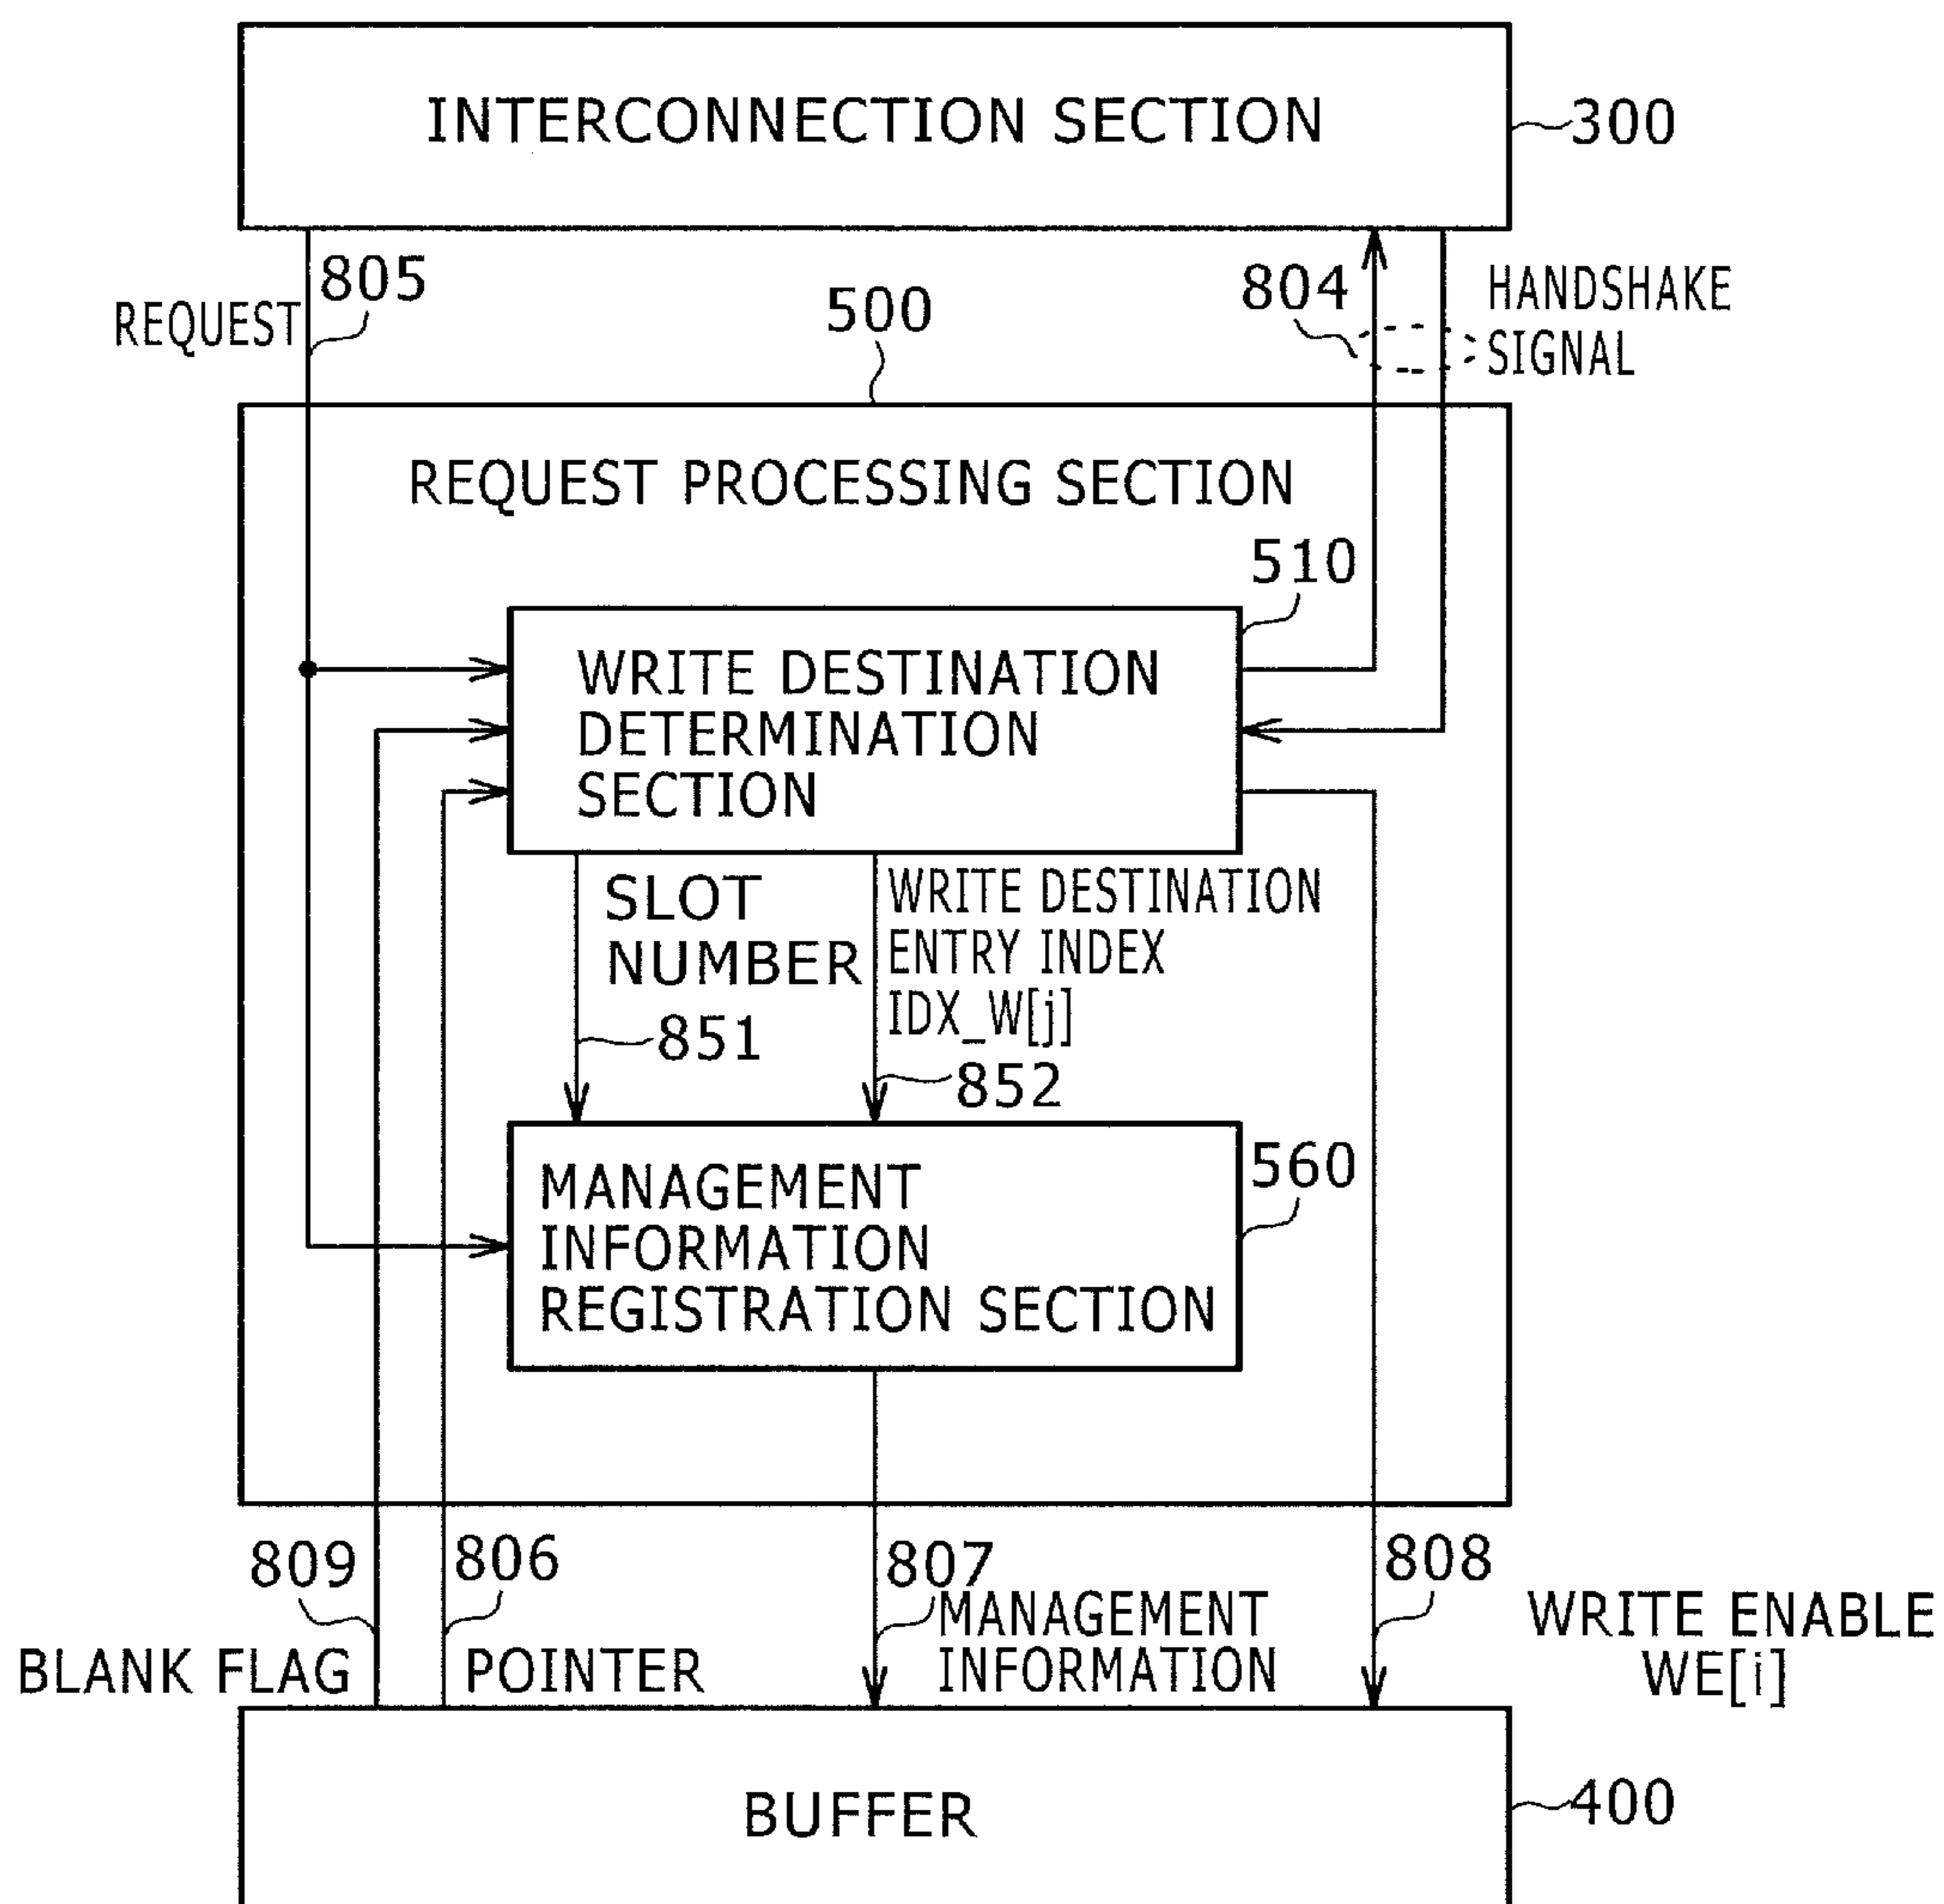 INTERCONNECTION SECTION
300
805
REQUEST
500
804
HANDSHAKE
SIGNAL
REQUEST PROCESSING SECTION
510
WRITE DESTINATION
DETERMINATION
SECTION
SLOT
NUMBER
851
WRITE DESTINATION
ENTRY INDEX
IDX_W[j]
852
560
MANAGEMENT
INFORMATION
REGISTRATION SECTION
809
BLANK FLAG
806
POINTER
807
MANAGEMENT
INFORMATION
808
WRITE ENABLE
WE[i]
BUFFER
400